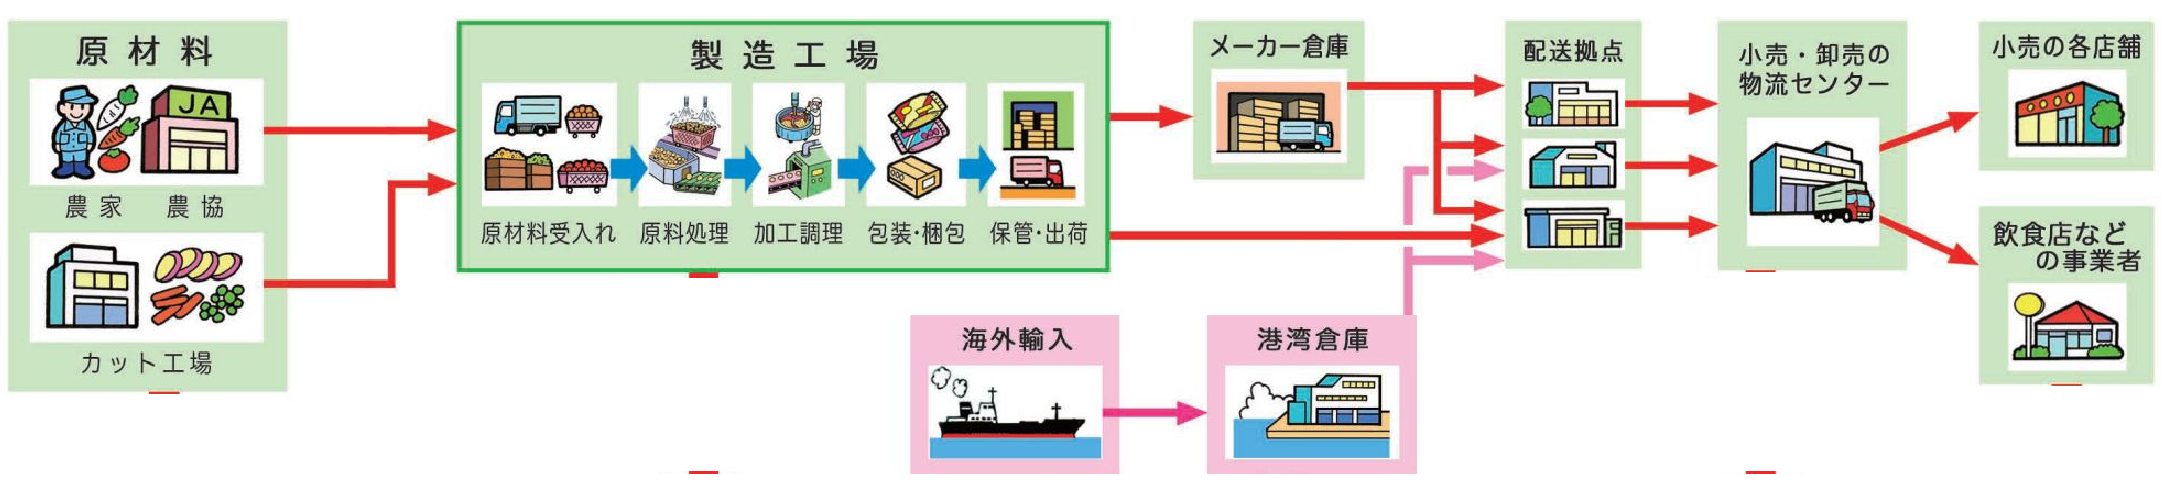 原材料
JA
農家
農協
カット工場
製造工場
原材料受入れ
原料処理
加工調理
包装・梱包
保管・出荷
メーカー倉庫
配送拠点
小売・卸売の
物流センター
小売の各店舗
飲食店など
の事業者
海外輸入
港湾倉庫